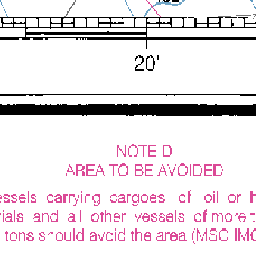 20'
NOTE D
AREA TO BE AVOIDED
essels carrying cargoes of oil or
rials and all other vessels of more
tons should avoid the area (MSC IMO